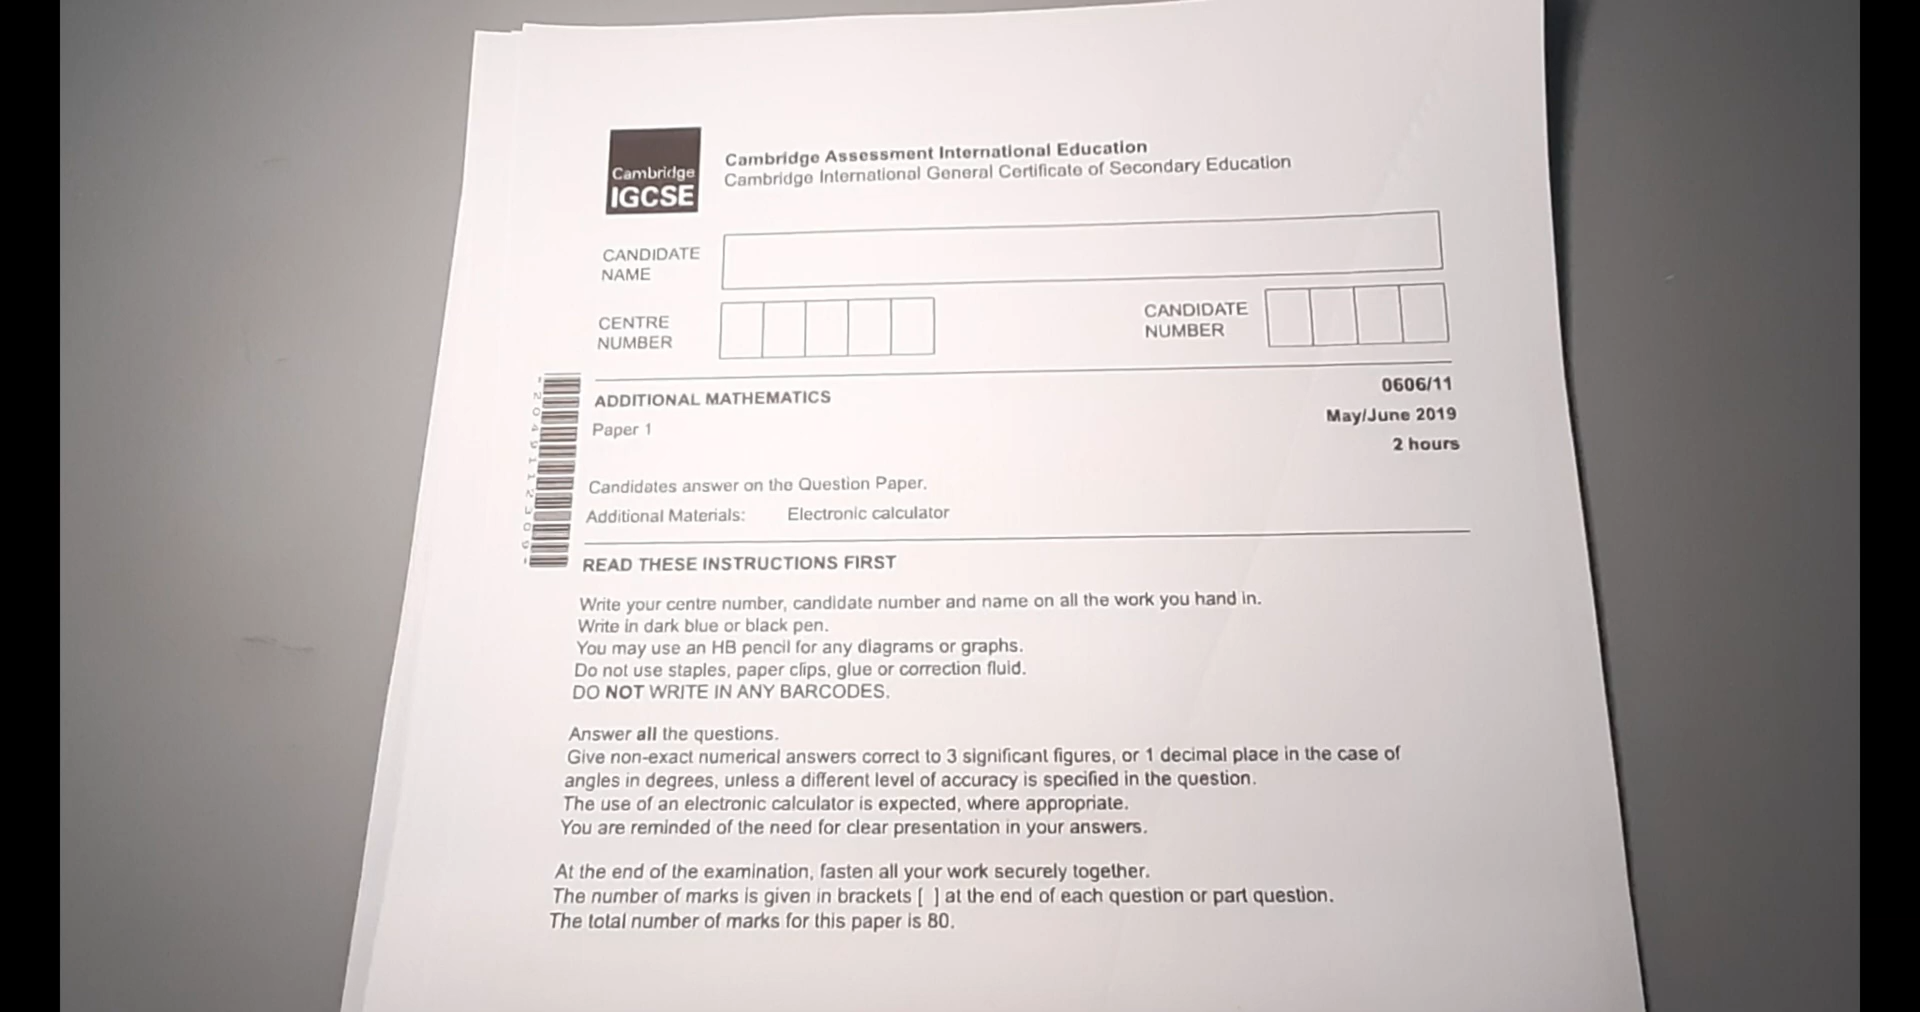 Cambridge
IGCSE
Cambridge Assessment International Education
Cambridge International General Certificate of Secondary Education
CANDIDATE
NAME
CENTRE
NUMBER
CANDIDATE
NUMBER
ADDITIONAL MATHEMATICS
0606/11
Paper 1
May/June 2019
2 hours
Candidates answer on the Question Paper.
Additional Materials: Electronic calculator
READ THESE INSTRUCTIONS FIRST
Write your centre number, candidate number and name on all the work you hand in.
Write in dark blue or black pen.
You may use an HB pencil for any diagrams or graphs.
Do not use staples, paper clips, glue or correction fluid.
DO NOT WRITE IN ANY BARCODES.
Answer all the questions.
Give non-exact numerical answers correct to 3 significant figures, or 1 decimal place in the case of
angles in degrees, unless a different level of accuracy is specified in the question.
The use of an electronic calculator is expected, where appropriate.
You are reminded of the need for clear presentation in your answers.
At the end of the examination, fasten all your work securely together.
The number of marks is given in brackets [ ] at the end of each question or part question.
The total number of marks for this paper is 80.